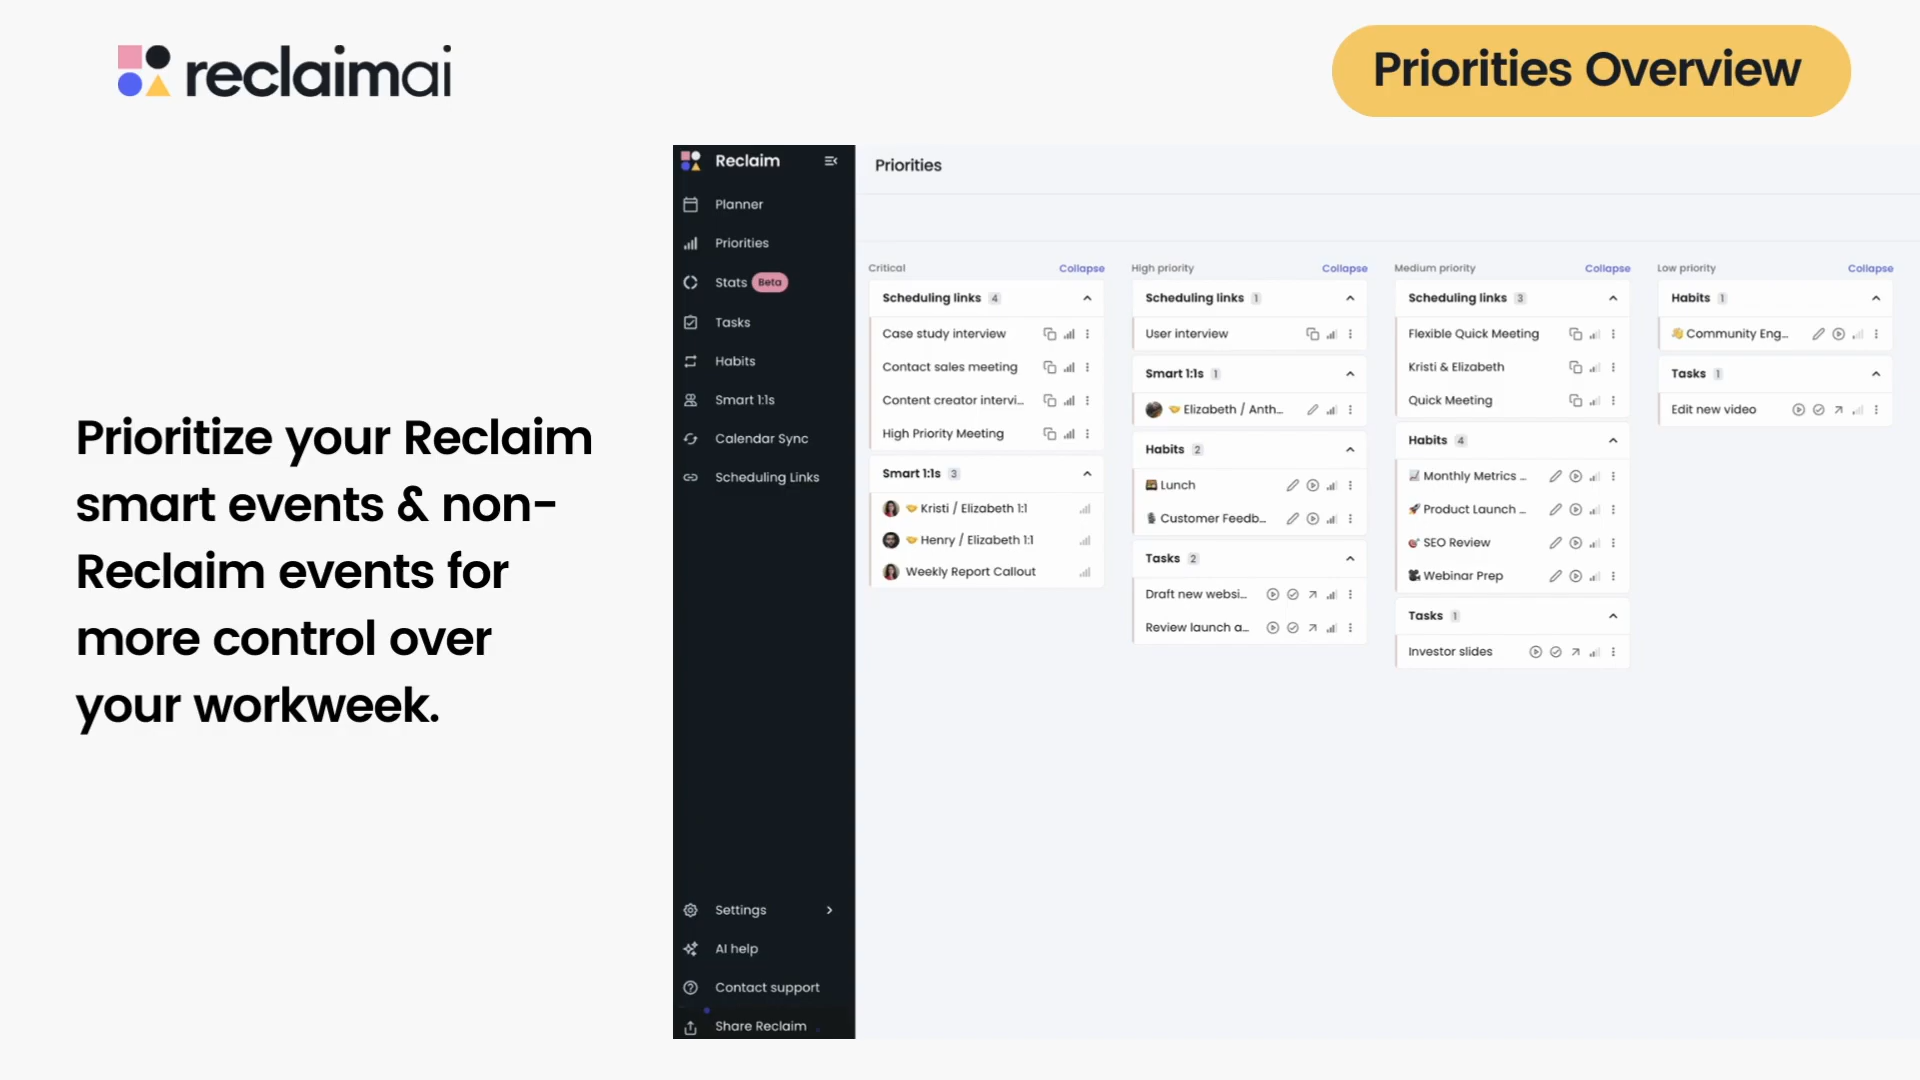 reclaimai
Priorities Overview
Prioritize your Reclaim
smart events & non-
Reclaim events for
more control over
your workweek.
Reclaim
Planner
Priorities
Stats Beta
Tasks
Habits
Smart 1:1s
Calendar Sync
Scheduling Links
Settings
AI help
Contact support
Share Reclaim
Priorities
Critical Collapse
Scheduling links 4
Case study interview
Contact sales meeting
Content creator intervi...
High Priority Meeting
Smart 1:1s 3
Kristi / Elizabeth 1:1
Henry / Elizabeth 1:1
Weekly Report Callout
High priority Collapse
Scheduling links 1
User interview
Smart 1:1s 1
Elizabeth / Anth...
Habits 2
Lunch
Customer Feedb...
Tasks 2
Draft new websi...
Review launch a...
Medium priority Collapse
Scheduling links 3
Flexible Quick Meeting
Kristi & Elizabeth
Quick Meeting
Habits 4
Monthly Metrics ...
Product Launch ...
SEO Review
Webinar Prep
Tasks 1
Investor slides
Low priority Collapse
Habits 1
Community Eng...
Tasks 1
Edit new video